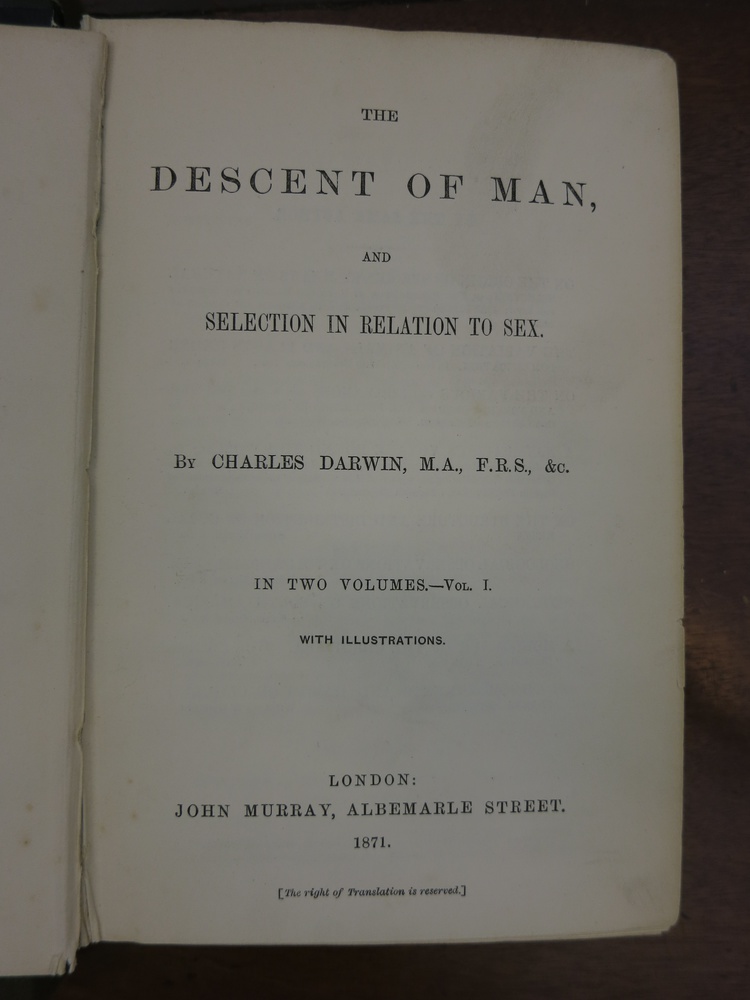 THE
DESCENT OF MAN,
AND
SELECTION IN RELATION TO SEX.
By CHARLES DARWIN, M.A., F.R.S., &c.
IN TWO VOLUMES.—Vol. I.
WITH ILLUSTRATIONS.
LONDON:
JOHN MURRAY, ALBEMARLE STREET.
1871.
[The right of Translation is reserved.]